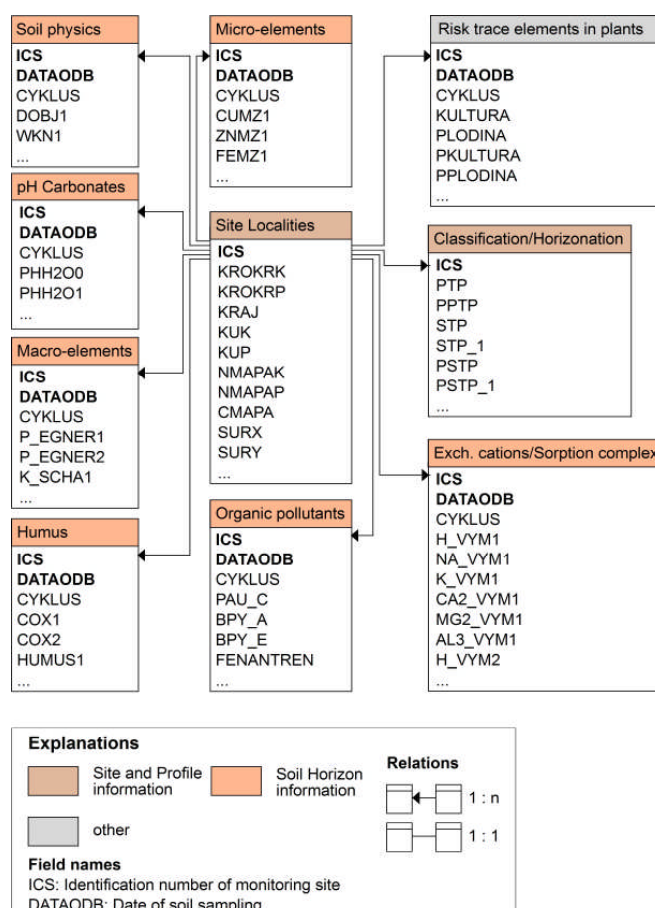 Soil physics
ICS
DATAODB
CYKLUS
DOBJ1
WKN1
...
Micro-elements
ICS
DATAODB
CYKLUS
CUMZ1
ZNMZ1
FEMZ1
...
Risk trace elements in plants
ICS
DATAODB
CYKLUS
KULTURA
PLODINA
PKULTURA
PPLODINA
...
pH Carbonates
ICS
DATAODB
CYKLUS
PHH2O0
PHH2O1
...
Site Localities
ICS
KROKRK
KROKRP
KRAJ
KUK
KUP
NMAPAK
NMAPAP
CMAPA
SURX
SURY
...
Classification/Horizonation
ICS
PTP
PPTP
STP
STP_1
PSTP
PSTP_1
...
Macro-elements
ICS
DATAODB
CYKLUS
P_EGNER1
P_EGNER2
K_SCHA1
...
Exch. cations/Sorption complex
ICS
DATAODB
CYKLUS
H_VYM1
NA_VYM1
K_VYM1
CA2_VYM1
MG2_VYM1
AL3_VYM1
H_VYM2
...
Humus
ICS
DATAODB
CYKLUS
COX1
COX2
HUMUS1
...
Organic pollutants
ICS
DATAODB
CYKLUS
PAU_C
BPY_A
BPY_E
FENANTREN
...
Explanations
Site and Profile
information
Soil Horizon
information
other
Relations
1 : n
1 : 1
Field names
ICS: Identification number of monitoring site
DATAODB: Date of soil sampling